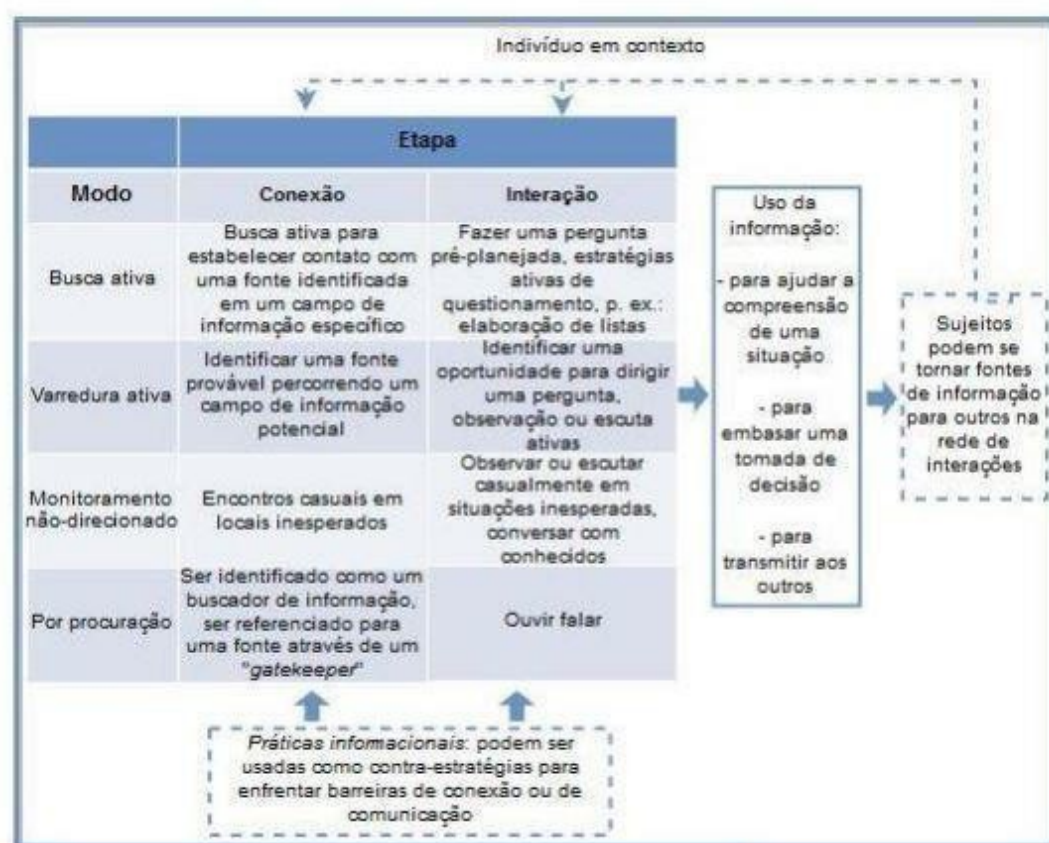 Indivíduo em contexto
Etapa
Modo
Conexão
Interação
Busca ativa
Busca ativa para
estabelecer contato com
uma fonte identificada
em um campo de
informação específico
Fazer uma pergunta
pré-planejada, estratégias
ativas de
questionamento, p. ex.:
elaboração de listas
Varredura ativa
Identificar uma fonte
provável percorrendo um
campo de informação
potencial
Identificar uma
oportunidade para dirigir
uma pergunta,
observação ou escuta
ativas
Monitoramento
não-direcionado
Encontros casuais em
locais inesperados
Observar ou escutar
casualmente em
situações inesperadas,
conversar com
conhecidos
Por procuração
Ser identificado como um
buscador de informação,
ser referenciado para
uma fonte através de um
"gatekeeper"
Ouvir falar
Uso da
informação:
- para ajudar a
compreensão
de uma
situação
- para
embasar uma
tomada de
decisão
- para
transmitir aos
outros
Sujeitos
podem se
tornar fontes
de informação
para outros na
rede de
interações
Práticas informacionais: podem ser
usadas como contra-estratégias para
enfrentar barreiras de conexão ou de
comunicação